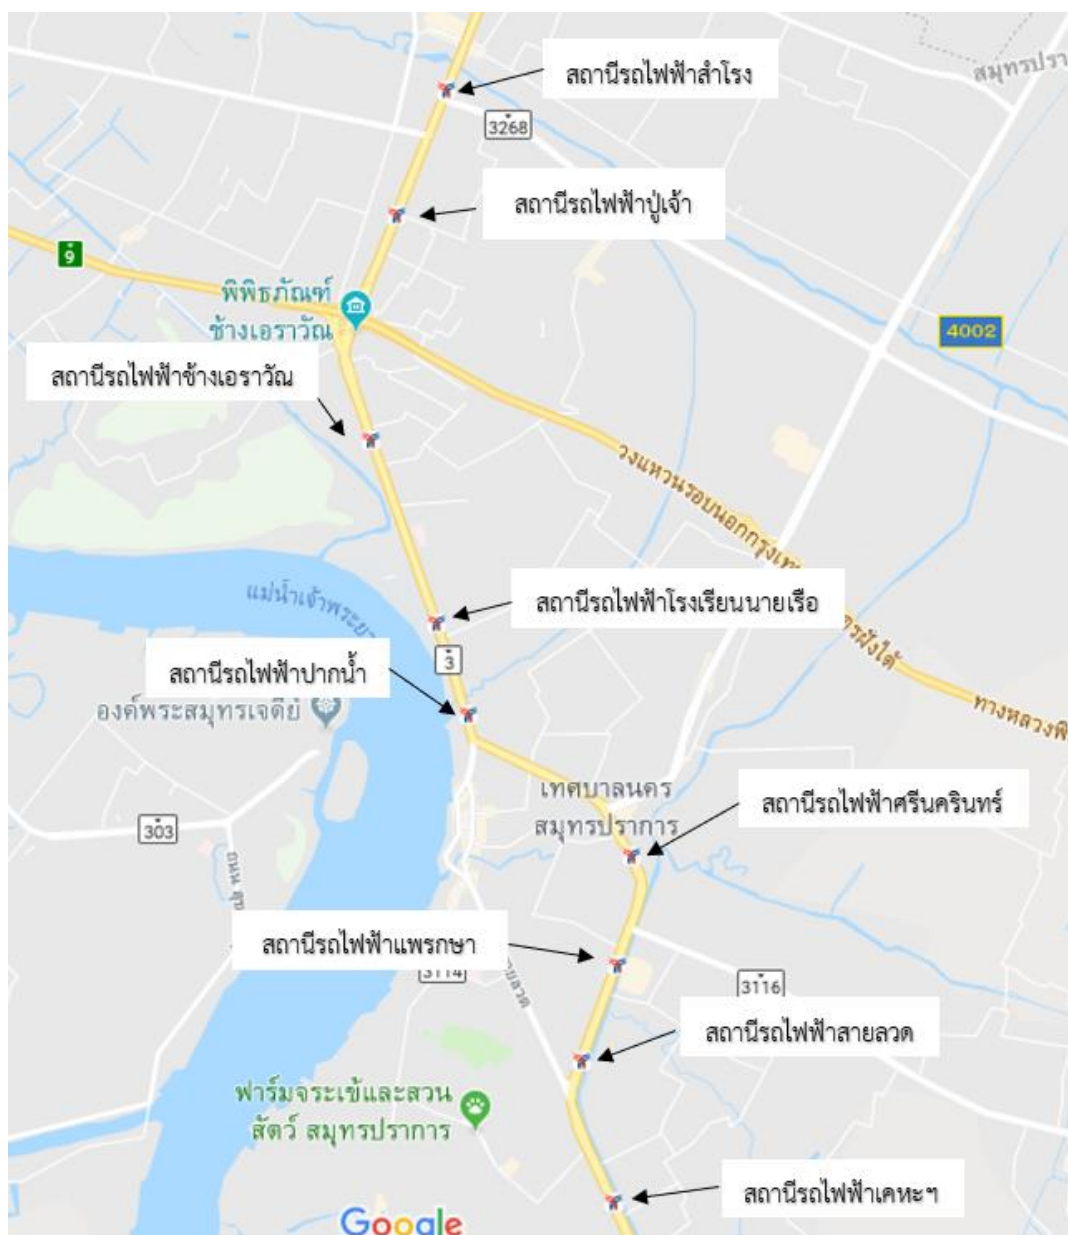 สถานีรถไฟฟ้าสำโรง
สมุทรปรา
3268
สถานีรถไฟฟ้าปู่เจ้า
9
พิพิธภัณฑ์
ช้างเอราวัณ
4002
สถานีรถไฟฟ้าช้างเอราวัณ
วงแหวนรอบนอกกรุงเทพ
รฝั่งใต้
แม่น้ำเจ้าพระยา
สถานีรถไฟฟ้าโรงเรียนนายเรือ
3
สถานีรถไฟฟ้าปากน้ำ
องค์พระสมุทรเจดีย์
ทางหลวงพิ
เทศบาลนคร
สมุทรปราการ
สถานีรถไฟฟ้าศรีนครินทร์
303
สถานีรถไฟฟ้าแพรกษา
3114
ายลวด
3116
สถานีรถไฟฟ้าสายลวด
ฟาร์มจระเข้และสวน
สัตว์ สมุทรปราการ
สถานีรถไฟฟ้าเคหะฯ
Google